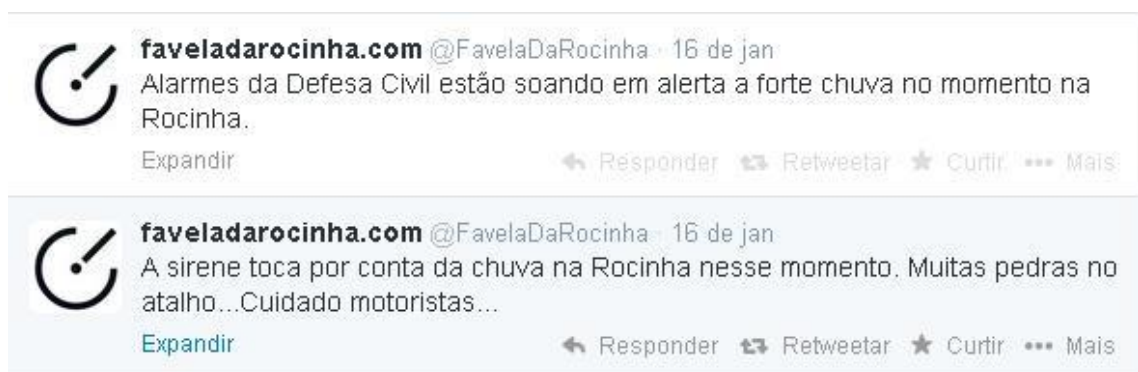 faveladarocinha.com @FavelaDaRocinha · 16 de jan
Alarmes da Defesa Civil estão soando em alerta a forte chuva no momento na
Rocinha.
Expandir Responder Retweetar Curtir Mais
faveladarocinha.com @FavelaDaRocinha · 16 de jan
A sirene toca por conta da chuva na Rocinha nesse momento. Muitas pedras no
atalho...Cuidado motoristas...
Expandir Responder Retweetar Curtir Mais